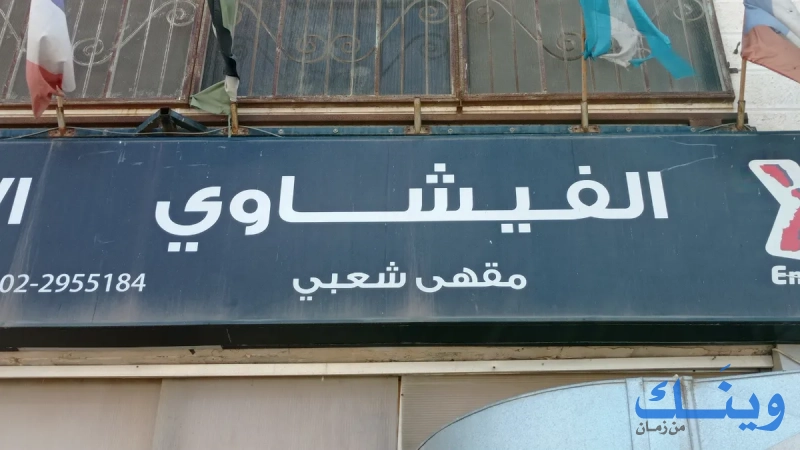 الفيشاوي
مقهى شعبي
02-2955184
وينك
من زمان